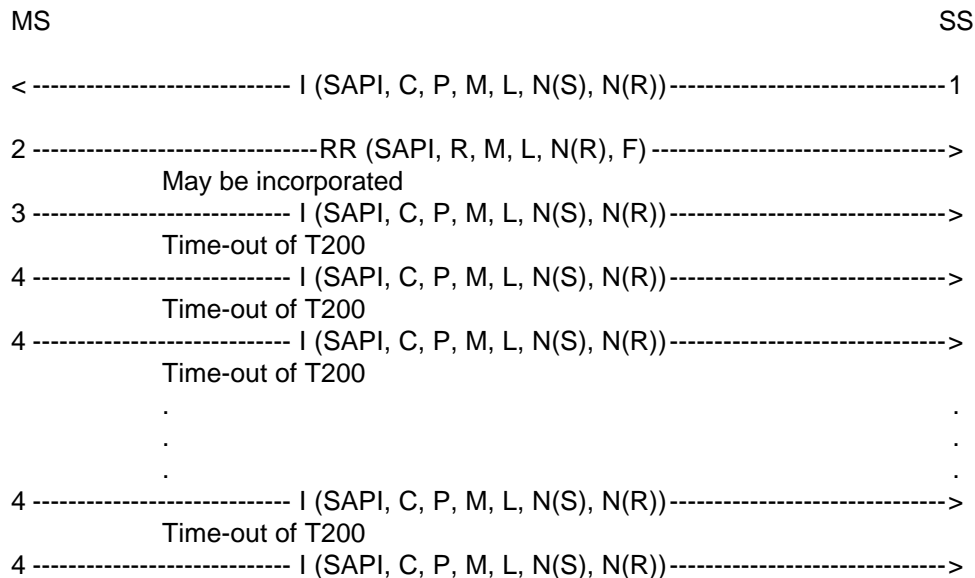 MS SS
< ----------------------------- I (SAPI, C, P, M, L, N(S), N(R))------------------------------- 1
2 --------------------------------RR (SAPI, R, M, L, N(R), F) --------------------------------- >
May be incorporated
3 ----------------------------- I (SAPI, C, P, M, L, N(S), N(R))------------------------------- >
Time-out of T200
4 ----------------------------- I (SAPI, C, P, M, L, N(S), N(R))------------------------------- >
Time-out of T200
4 ----------------------------- I (SAPI, C, P, M, L, N(S), N(R))------------------------------- >
Time-out of T200
. .
. .
. .
4 ----------------------------- I (SAPI, C, P, M, L, N(S), N(R))------------------------------- >
Time-out of T200
4 ----------------------------- I (SAPI, C, P, M, L, N(S), N(R))------------------------------- >